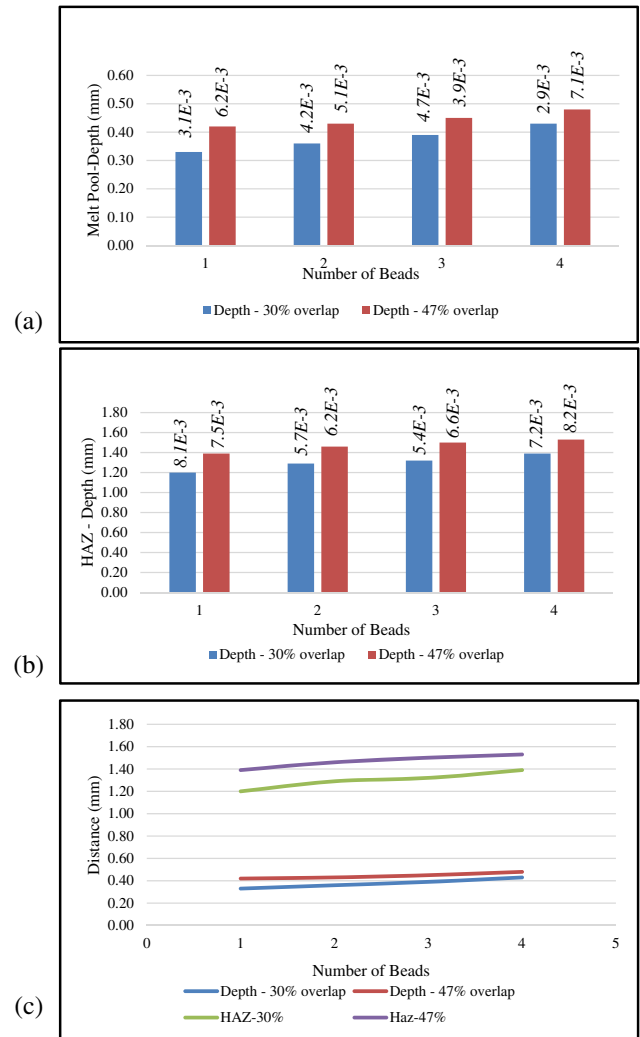 3.1E-3 6.2E-3 4.2E-3 5.1E-3 4.7E-3 3.9E-3 2.9E-3 7.1E-3
0.60
0.50
0.40
0.30
0.20
0.10
0.00
Melt Pool-Depth (mm)
1 2 3 4
Number of Beads
Depth - 30% overlap Depth - 47% overlap
(a)
8.1E-3 7.5E-3 5.7E-3 6.2E-3 5.4E-3 6.6E-3 7.2E-3 8.2E-3
1.80
1.60
1.40
1.20
1.00
0.80
0.60
0.40
0.20
0.00
HAZ - Depth (mm)
1 2 3 4
Number of Beads
Depth - 30% overlap Depth - 47% overlap
(b)
1.80
1.60
1.40
1.20
1.00
0.80
0.60
0.40
0.20
0.00
Distance (mm)
0 1 2 3 4 5
Number of Beads
Depth - 30% overlap Depth - 47% overlap
HAZ-30% Haz-47%
(c)